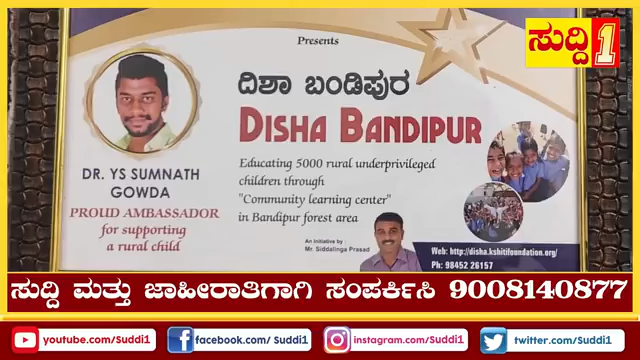 Presents
ಸುದ್ದಿ 1
ದಿಶಾ ಬಂಡಿಪುರ
DISHA BANDIPUR
DR. YS SUMNATH
GOWDA
PROUD AMBASSADOR
for supporting
a rural child
Educating 5000 rural underprivileged
children through
"Community learning center"
in Bandipur forest area
An initiative by :
Mr. Siddalinga Prasad
Web: http://disha.kshitifoundation.org/
Ph: 98452 26157
ಸುದ್ದಿ ಮತ್ತು ಜಾಹೀರಾತಿಗಾಗಿ ಸಂಪರ್ಕಿಸಿ 9008140877
youtube.com/Suddi1
facebook.com/Suddi1
instagram.com/Suddi1
twitter.com/Suddi1